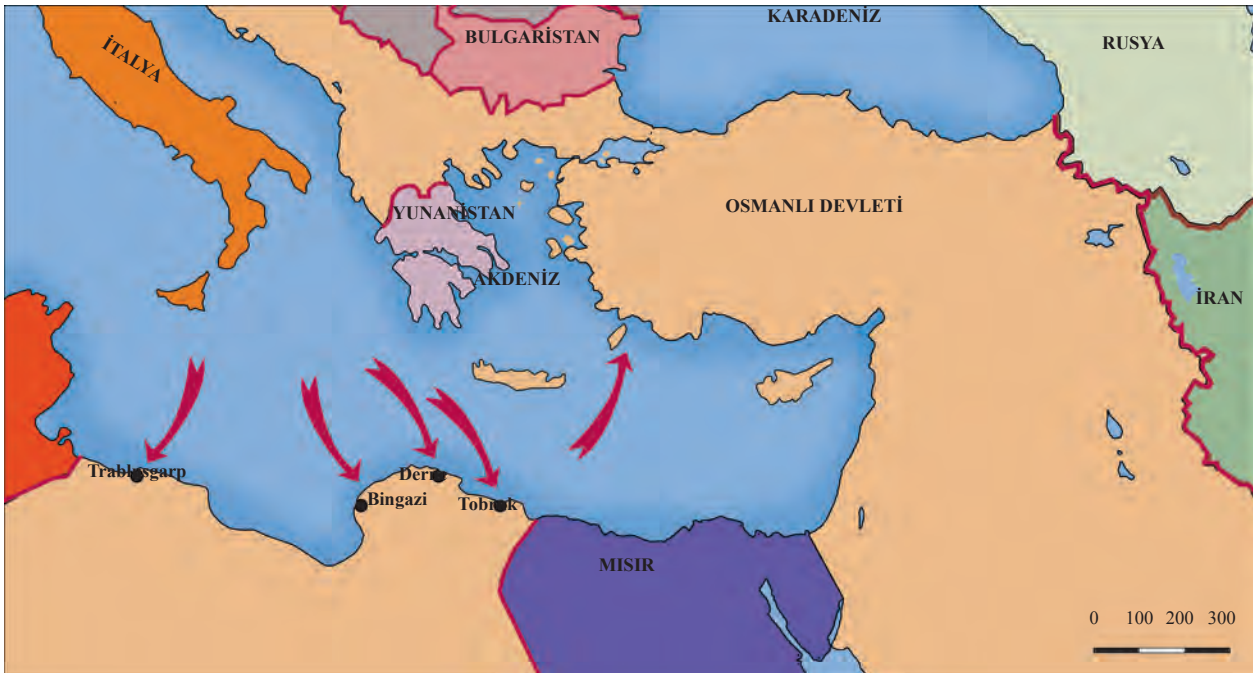 KARADENİZ
BULGARİSTAN
RUSYA
İTALYA
OSMANLI DEVLETİ
YUNANİSTAN
AKDENİZ
İRAN
Trablusgarp
Derne
Bingazi
Tobruk
MISIR
0 100 200 300